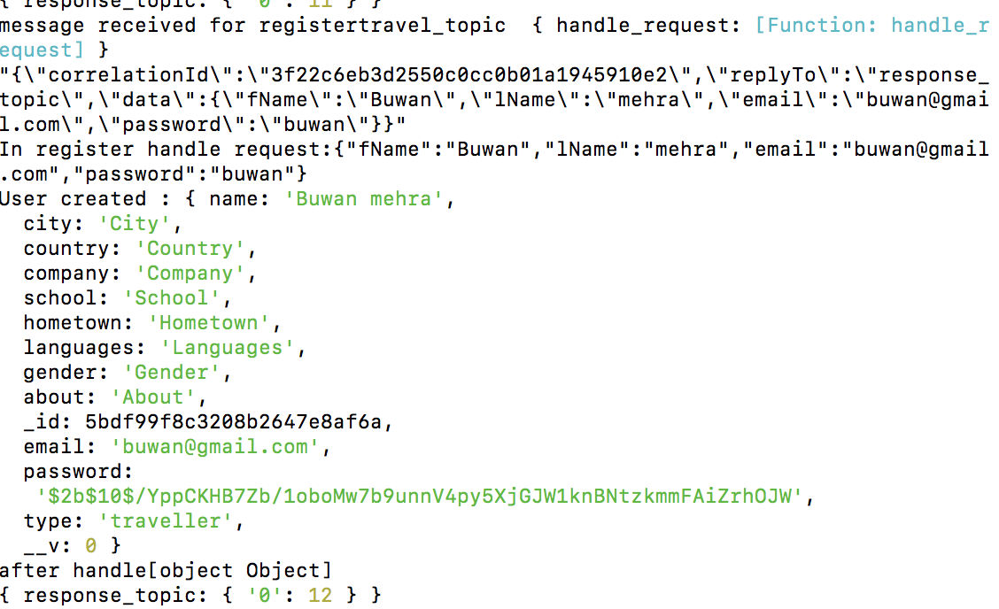 { response_topic: { '0': 11 } }
message received for registertravel_topic  { handle_request: [Function: handle_r
equest] }
"{\"correlationId\":\"3f22c6eb3d2550c0cc0b01a1945910e2\",\"replyTo\":\"response_
topic\",\"data\":{\"fName\":\"Buwan\",\"lName\":\"mehra\",\"email\":\"buwan@gmai
l.com\",\"password\":\"buwan\"}}"
In register handle request:{"fName":"Buwan","lName":"mehra","email":"buwan@gmail
.com","password":"buwan"}
User created : { name: 'Buwan mehra',
  city: 'City',
  country: 'Country',
  company: 'Company',
  school: 'School',
  hometown: 'Hometown',
  languages: 'Languages',
  gender: 'Gender',
  about: 'About',
  _id: 5bdf99f8c3208b2647e8af6a,
  email: 'buwan@gmail.com',
  password:
   '$2b$10$/YppCKHB7Zb/1oboMw7b9unnV4py5XjGJW1knBNtzkmmFAiZrhOJW',
  type: 'traveller',
  __v: 0 }
after handle[object Object]
{ response_topic: { '0': 12 } }